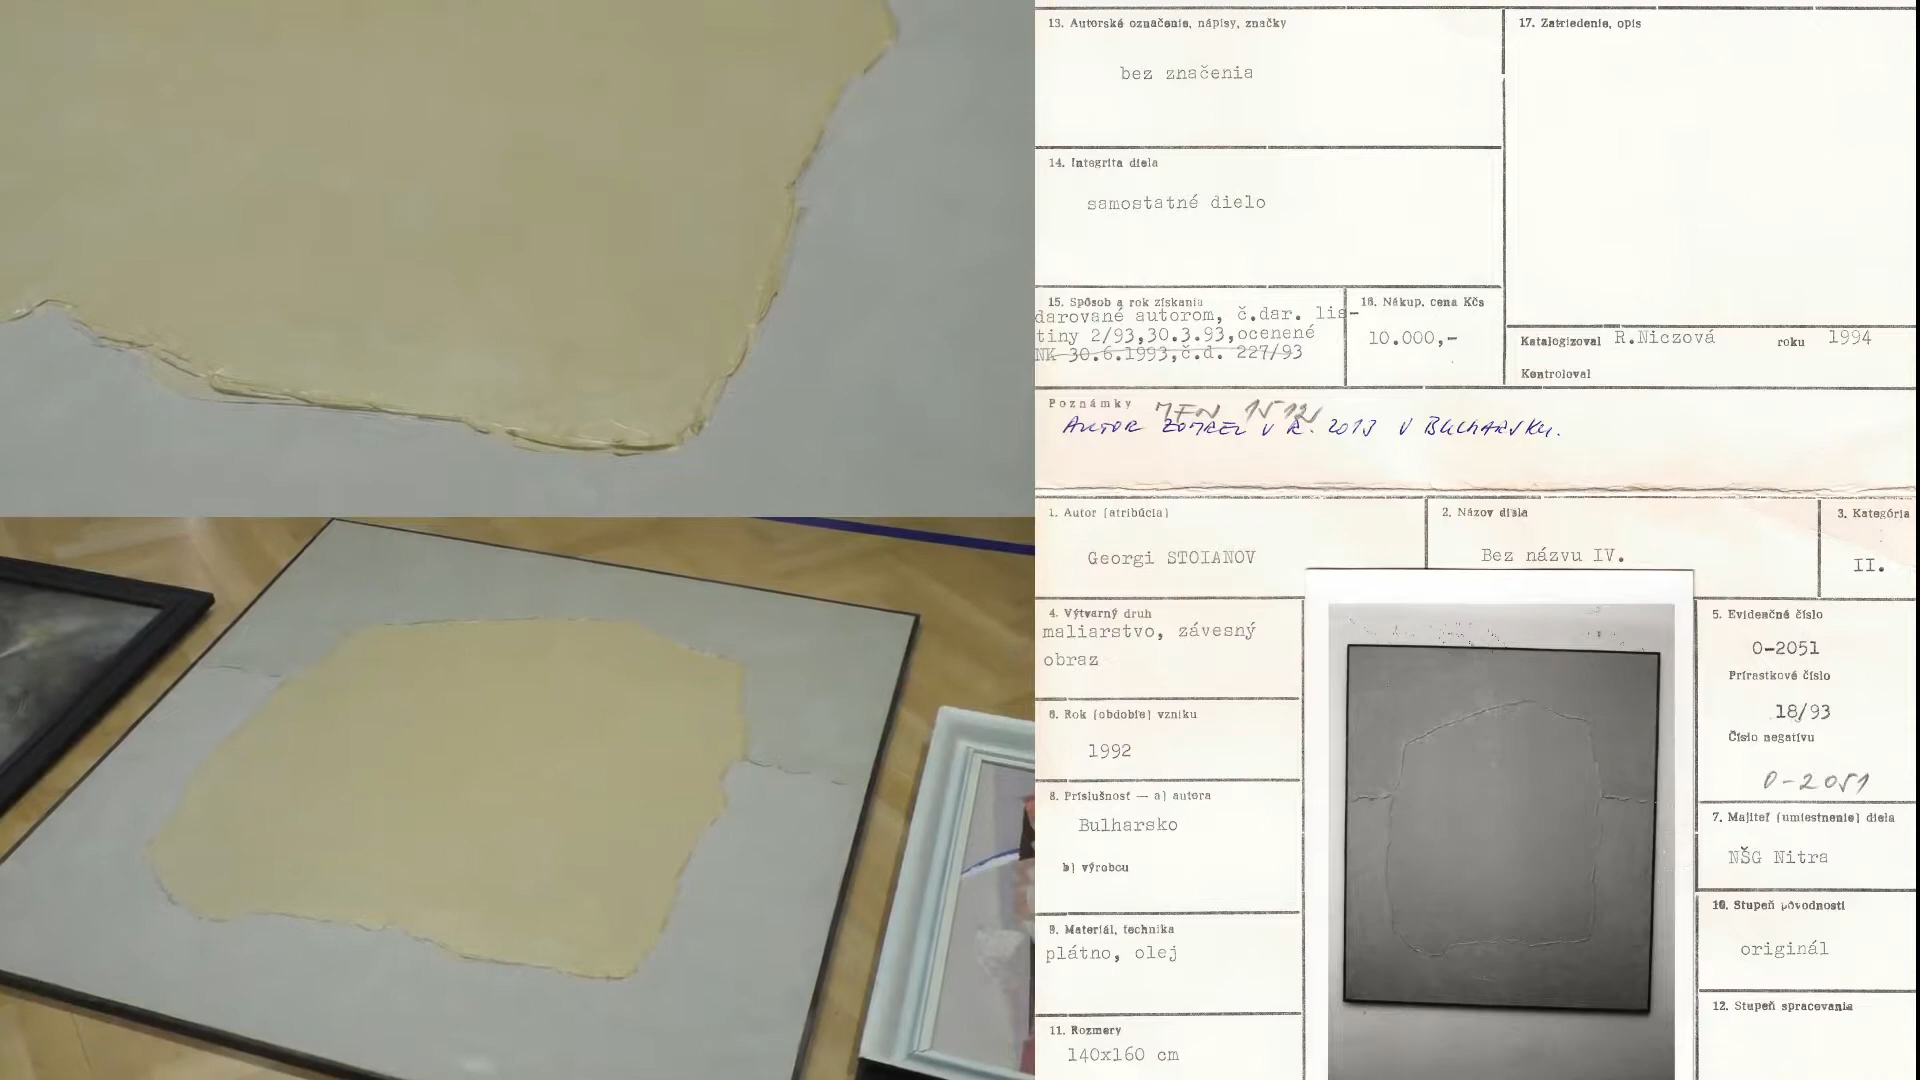 13. Autorské označenie, nápisy, značky
bez značenia
17. Zatriedenie, opis
14. Integrita diela
samostatné dielo
15. Spôsob a rok získania
darované autorom, č.dar. lis-
tiny 2/93,30.3.93,ocenené
NK 30.6.1993,č.d. 227/93
16. Nákup. cena Kčs
10.000,-
Katalogizoval R.Niczová roku 1994
Kontroloval
Poznámky
AUTOR ZOMREL V R. 2013 V BULHARSKU.
1. Autor (atribúcia)
Georgi STOIANOV
2. Názov diela
Bez názvu IV.
3. Kategória
II.
4. Výtvarný druh
maliarstvo, závesný
obraz
5. Evidenčné číslo
O-2051
Prírastkové číslo
18/93
Číslo negatívu
O-2051
6. Rok (obdobie) vzniku
1992
7. Majiteľ (umiestnenie) diela
NŠG Nitra
8. Príslušnosť — a) autora
Bulharsko
b) výrobcu
9. Materiál, technika
plátno, olej
10. Stupeň pôvodnosti
originál
11. Rozmery
140x160 cm
12. Stupeň spracovania